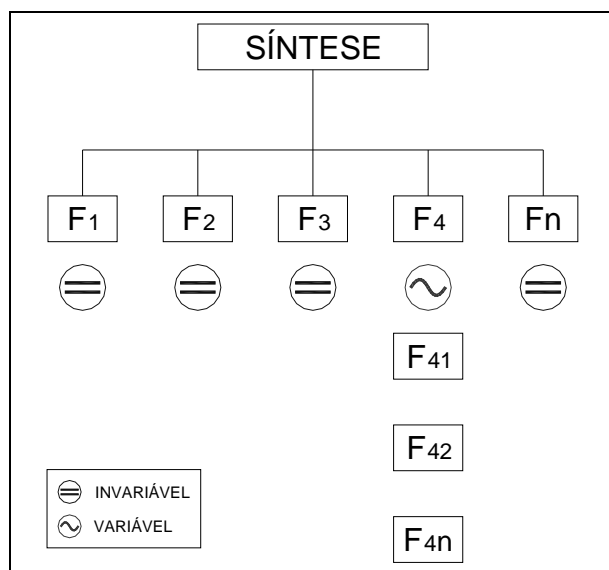 SÍNTESE
F1 F2 F3 F4 Fn
F41
F42
F4n
INVARIÁVEL
VARIÁVEL